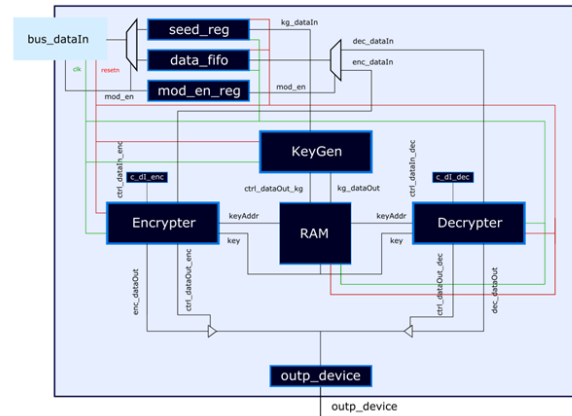 bus_dataIn
seed_reg
kg_dataIn
data_fifo
dec_dataIn
enc_dataIn
clk
resetn
mod_en
mod_en_reg
mod_en
KeyGen
ctrl_dataIn_enc
c_dI_enc
ctrl_dataOut_kg
kg_dataOut
ctrl_dataIn_dec
c_dI_dec
Encrypter
keyAddr
key
RAM
keyAddr
key
Decrypter
enc_dataOut
ctrl_dataOut_enc
ctrl_dataOut_dec
dec_dataOut
outp_device
outp_device